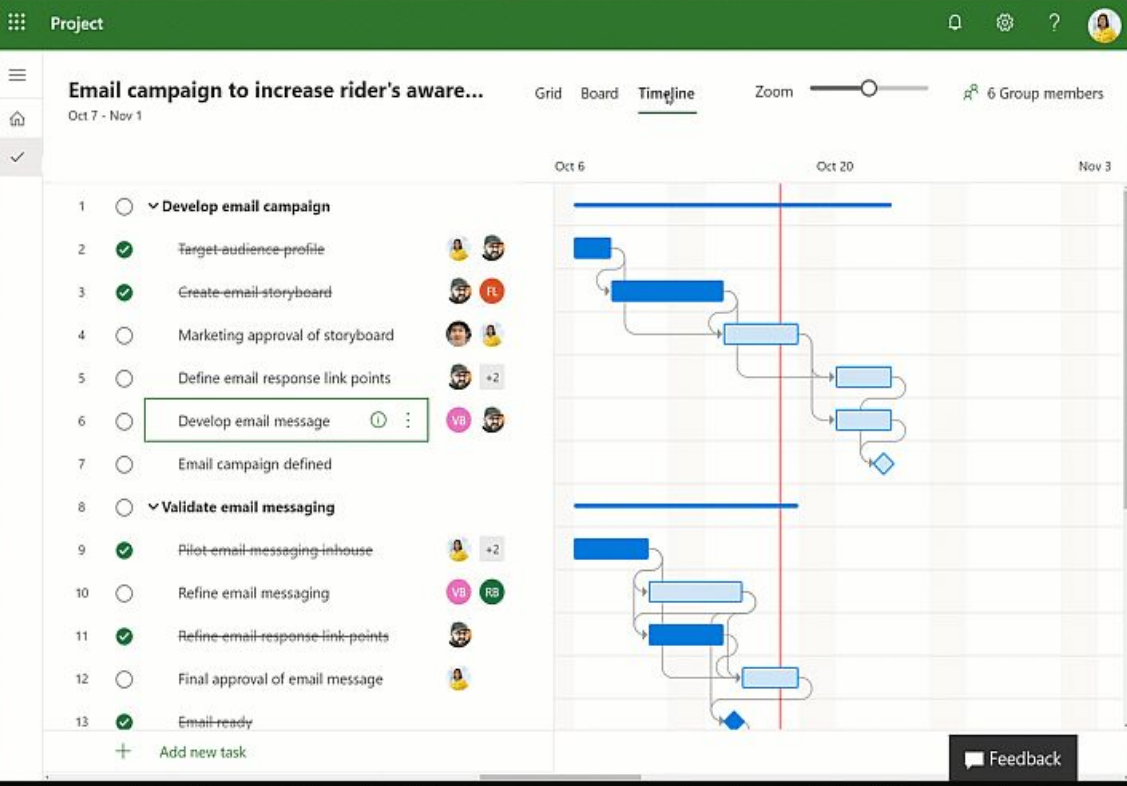 Project
?
Email campaign to increase rider's aware...
Oct 7 - Nov 1
Grid Board Timeline Zoom 6 Group members
Oct 6 Oct 20 Nov 3
1 Develop email campaign
2 Target audience profile
3 Create email storyboard FL
4 Marketing approval of storyboard
5 Define email response link points +2
6 Develop email message VB
7 Email campaign defined
8 Validate email messaging
9 Pilot email messaging inhouse +2
10 Refine email messaging VB RB
11 Refine email response link points
12 Final approval of email message
13 Email ready
Add new task
Feedback